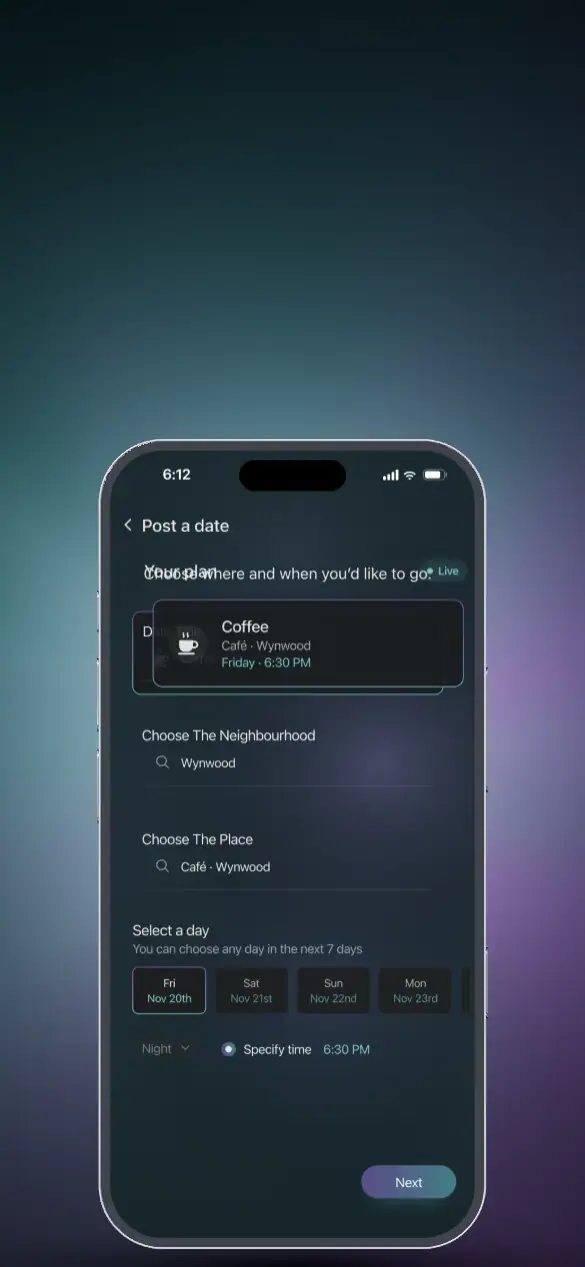 6:12
Post a date
Your plan
Choose where and when you'd like to go.
Live
D
Coffee
Café · Wynwood
Friday · 6:30 PM
Choose The Neighbourhood
Wynwood
Choose The Place
Café · Wynwood
Select a day
You can choose any day in the next 7 days
Fri Sat Sun Mon
Nov 20th Nov 21st Nov 22nd Nov 23rd
Night Specify time 6:30 PM
Next